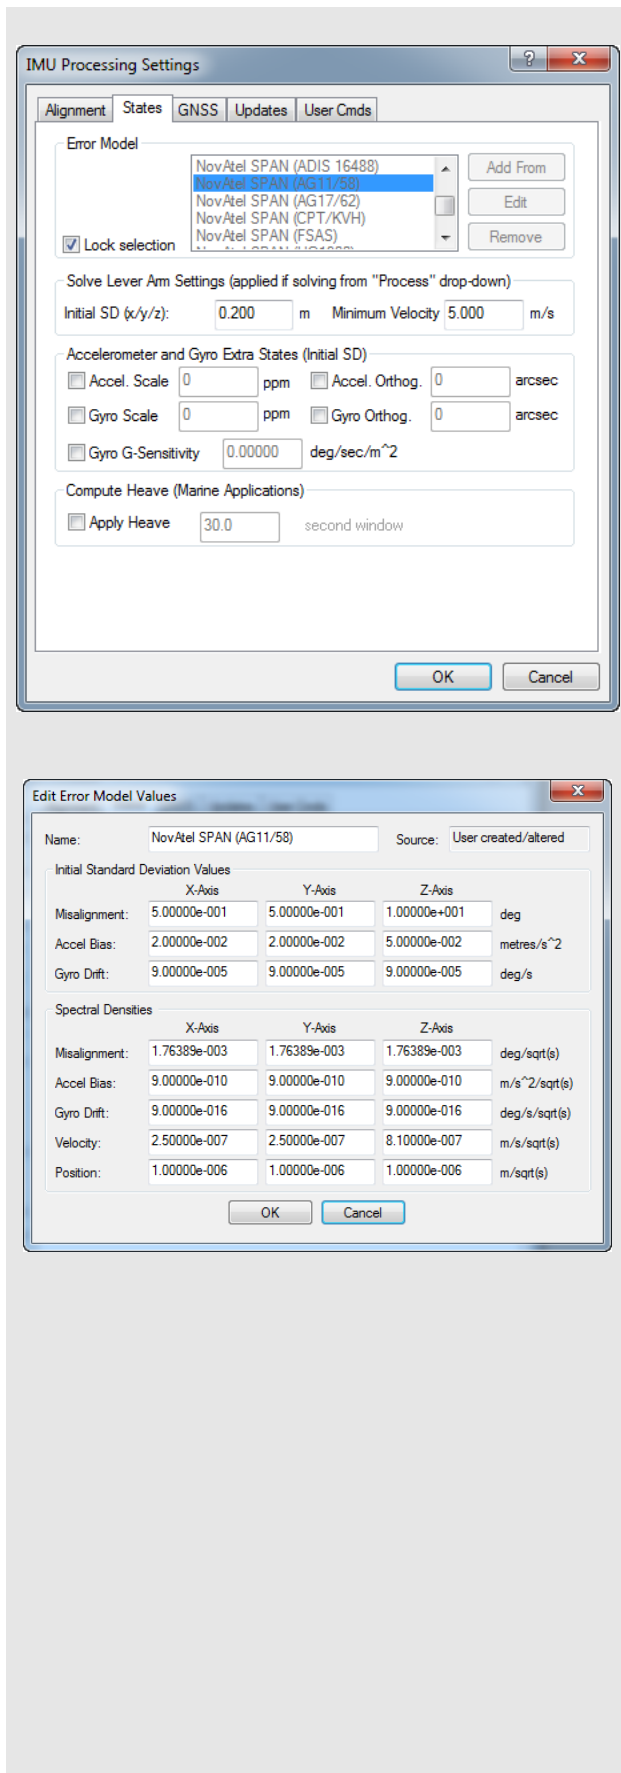 IMU Processing Settings
Alignment States GNSS Updates User Cmds
Error Model
NovAtel SPAN (ADIS 16488)
NovAtel SPAN (AG11/58)
NovAtel SPAN (AG17/62)
NovAtel SPAN (CPT/KVH)
NovAtel SPAN (FSAS)
Add From
Edit
Remove
Lock selection
Solve Lever Arm Settings (applied if solving from "Process" drop-down)
Initial SD (x/y/z): 0.200 m Minimum Velocity 5.000 m/s
Accelerometer and Gyro Extra States (Initial SD)
Accel. Scale 0 ppm Accel. Orthog. 0 arcsec
Gyro Scale 0 ppm Gyro Orthog. 0 arcsec
Gyro G-Sensitivity 0.00000 deg/sec/m^2
Compute Heave (Marine Applications)
Apply Heave 30.0 second window
OK Cancel
Edit Error Model Values
Name: NovAtel SPAN (AG11/58) Source: User created/altered
Initial Standard Deviation Values
X-Axis Y-Axis Z-Axis
Misalignment: 5.00000e-001 5.00000e-001 1.00000e+001 deg
Accel Bias: 2.00000e-002 2.00000e-002 5.00000e-002 metres/s^2
Gyro Drift: 9.00000e-005 9.00000e-005 9.00000e-005 deg/s
Spectral Densities
X-Axis Y-Axis Z-Axis
Misalignment: 1.76389e-003 1.76389e-003 1.76389e-003 deg/sqrt(s)
Accel Bias: 9.00000e-010 9.00000e-010 9.00000e-010 m/s^2/sqrt(s)
Gyro Drift: 9.00000e-016 9.00000e-016 9.00000e-016 deg/s/sqrt(s)
Velocity: 2.50000e-007 2.50000e-007 8.10000e-007 m/s/sqrt(s)
Position: 1.00000e-006 1.00000e-006 1.00000e-006 m/sqrt(s)
OK Cancel